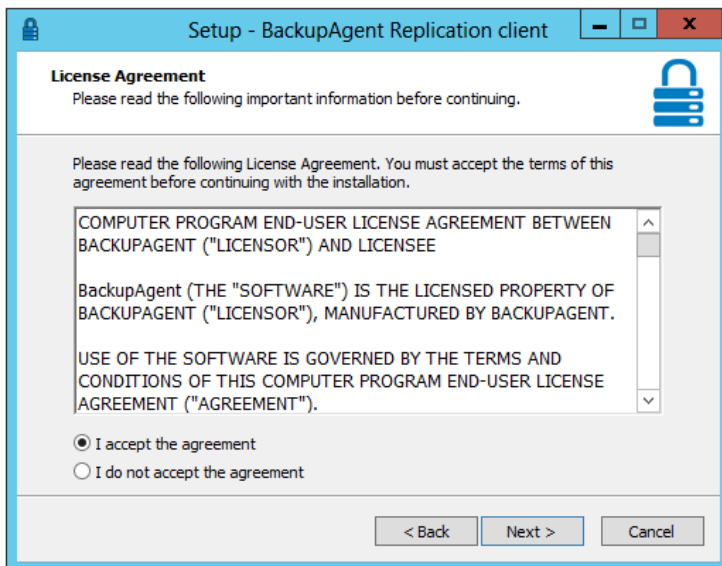 Setup - BackupAgent Replication client
License Agreement
Please read the following important information before continuing.
Please read the following License Agreement. You must accept the terms of this
agreement before continuing with the installation.
COMPUTER PROGRAM END-USER LICENSE AGREEMENT BETWEEN
BACKUPAGENT ("LICENSOR") AND LICENSEE
BackupAgent (THE "SOFTWARE") IS THE LICENSED PROPERTY OF
BACKUPAGENT ("LICENSOR"), MANUFACTURED BY BACKUPAGENT.
USE OF THE SOFTWARE IS GOVERNED BY THE TERMS AND
CONDITIONS OF THIS COMPUTER PROGRAM END-USER LICENSE
AGREEMENT ("AGREEMENT").
I accept the agreement
I do not accept the agreement
< Back Next > Cancel